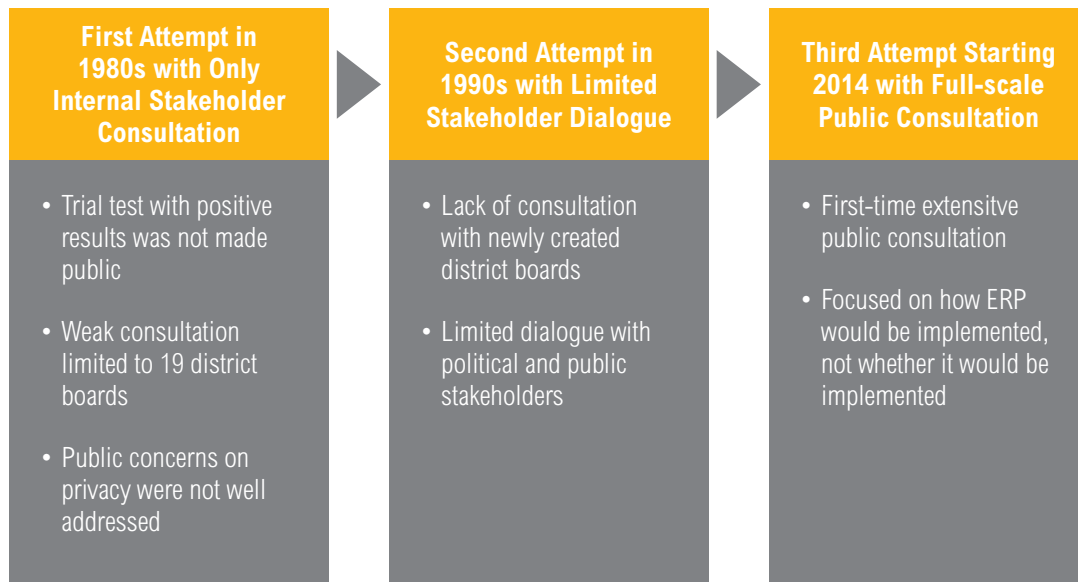 First Attempt in
1980s with Only
Internal Stakeholder
Consultation
• Trial test with positive
results was not made
public
• Weak consultation
limited to 19 district
boards
• Public concerns on
privacy were not well
addressed
Second Attempt in
1990s with Limited
Stakeholder Dialogue
• Lack of consultation
with newly created
district boards
• Limited dialogue with
political and public
stakeholders
Third Attempt Starting
2014 with Full-scale
Public Consultation
• First-time extensitve
public consultation
• Focused on how ERP
would be implemented,
not whether it would be
implemented